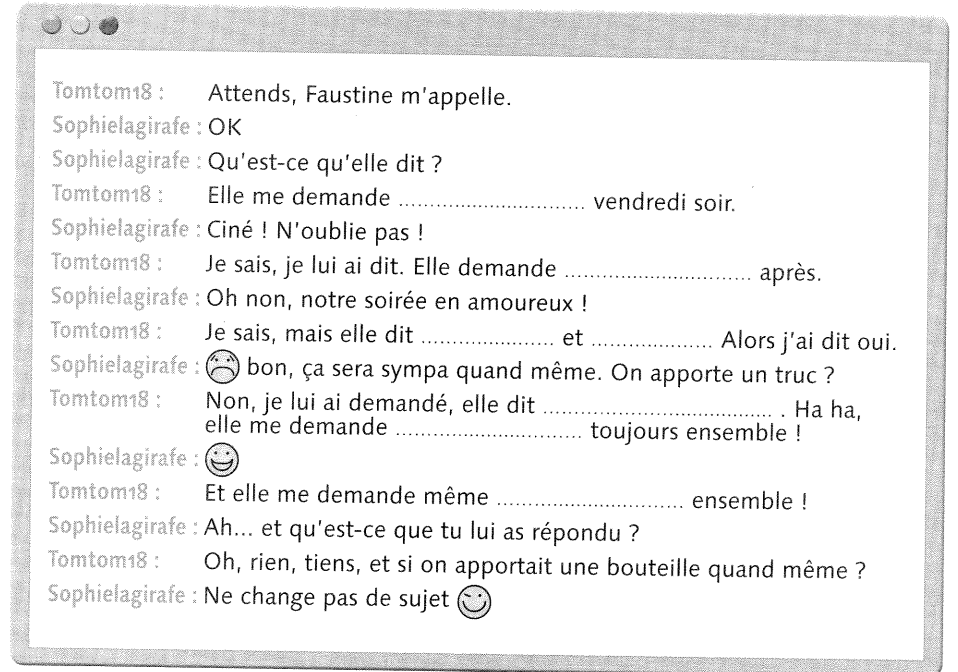 Tomtom18 : Attends, Faustine m'appelle.
Sophielagirafe : OK
Sophielagirafe : Qu'est-ce qu'elle dit ?
Tomtom18 : Elle me demande .............................. vendredi soir.
Sophielagirafe : Ciné ! N'oublie pas !
Tomtom18 : Je sais, je lui ai dit. Elle demande .............................. après.
Sophielagirafe : Oh non, notre soirée en amoureux !
Tomtom18 : Je sais, mais elle dit ...................... et .................... Alors j'ai dit oui.
Sophielagirafe : bon, ça sera sympa quand même. On apporte un truc ?
Tomtom18 : Non, je lui ai demandé, elle dit ...................................... . Ha ha,
elle me demande .............................. toujours ensemble !
Sophielagirafe :
Tomtom18 : Et elle me demande même .............................. ensemble !
Sophielagirafe : Ah... et qu'est-ce que tu lui as répondu ?
Tomtom18 : Oh, rien, tiens, et si on apportait une bouteille quand même ?
Sophielagirafe : Ne change pas de sujet